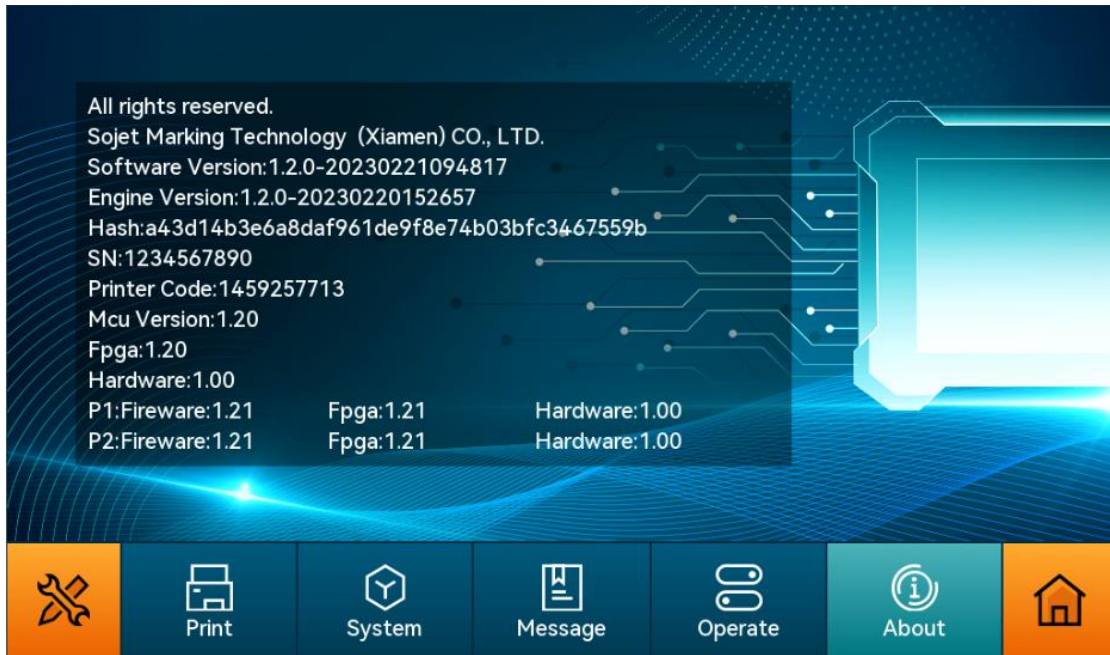 All rights reserved.
Sojet Marking Technology (Xiamen) CO., LTD.
Software Version:1.2.0-20230221094817
Engine Version:1.2.0-20230220152657
Hash:a43d14b3e6a8daf961de9f8e74b03bfc3467559b
SN:1234567890
Printer Code:1459257713
Mcu Version:1.20
Fpga:1.20
Hardware:1.00
P1:Fireware:1.21 Fpga:1.21 Hardware:1.00
P2:Fireware:1.21 Fpga:1.21 Hardware:1.00
Print System Message Operate About